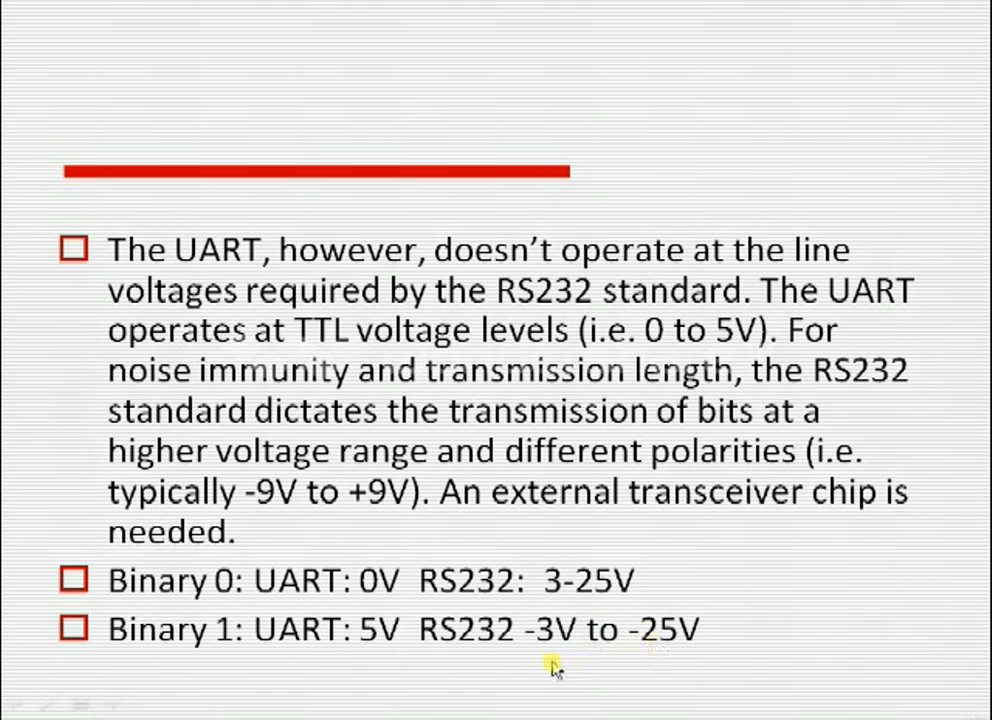 The UART, however, doesn’t operate at the line
voltages required by the RS232 standard. The UART
operates at TTL voltage levels (i.e. 0 to 5V). For
noise immunity and transmission length, the RS232
standard dictates the transmission of bits at a
higher voltage range and different polarities (i.e.
typically -9V to +9V). An external transceiver chip is
needed.
Binary 0: UART: 0V RS232: 3-25V
Binary 1: UART: 5V RS232 -3V to -25V